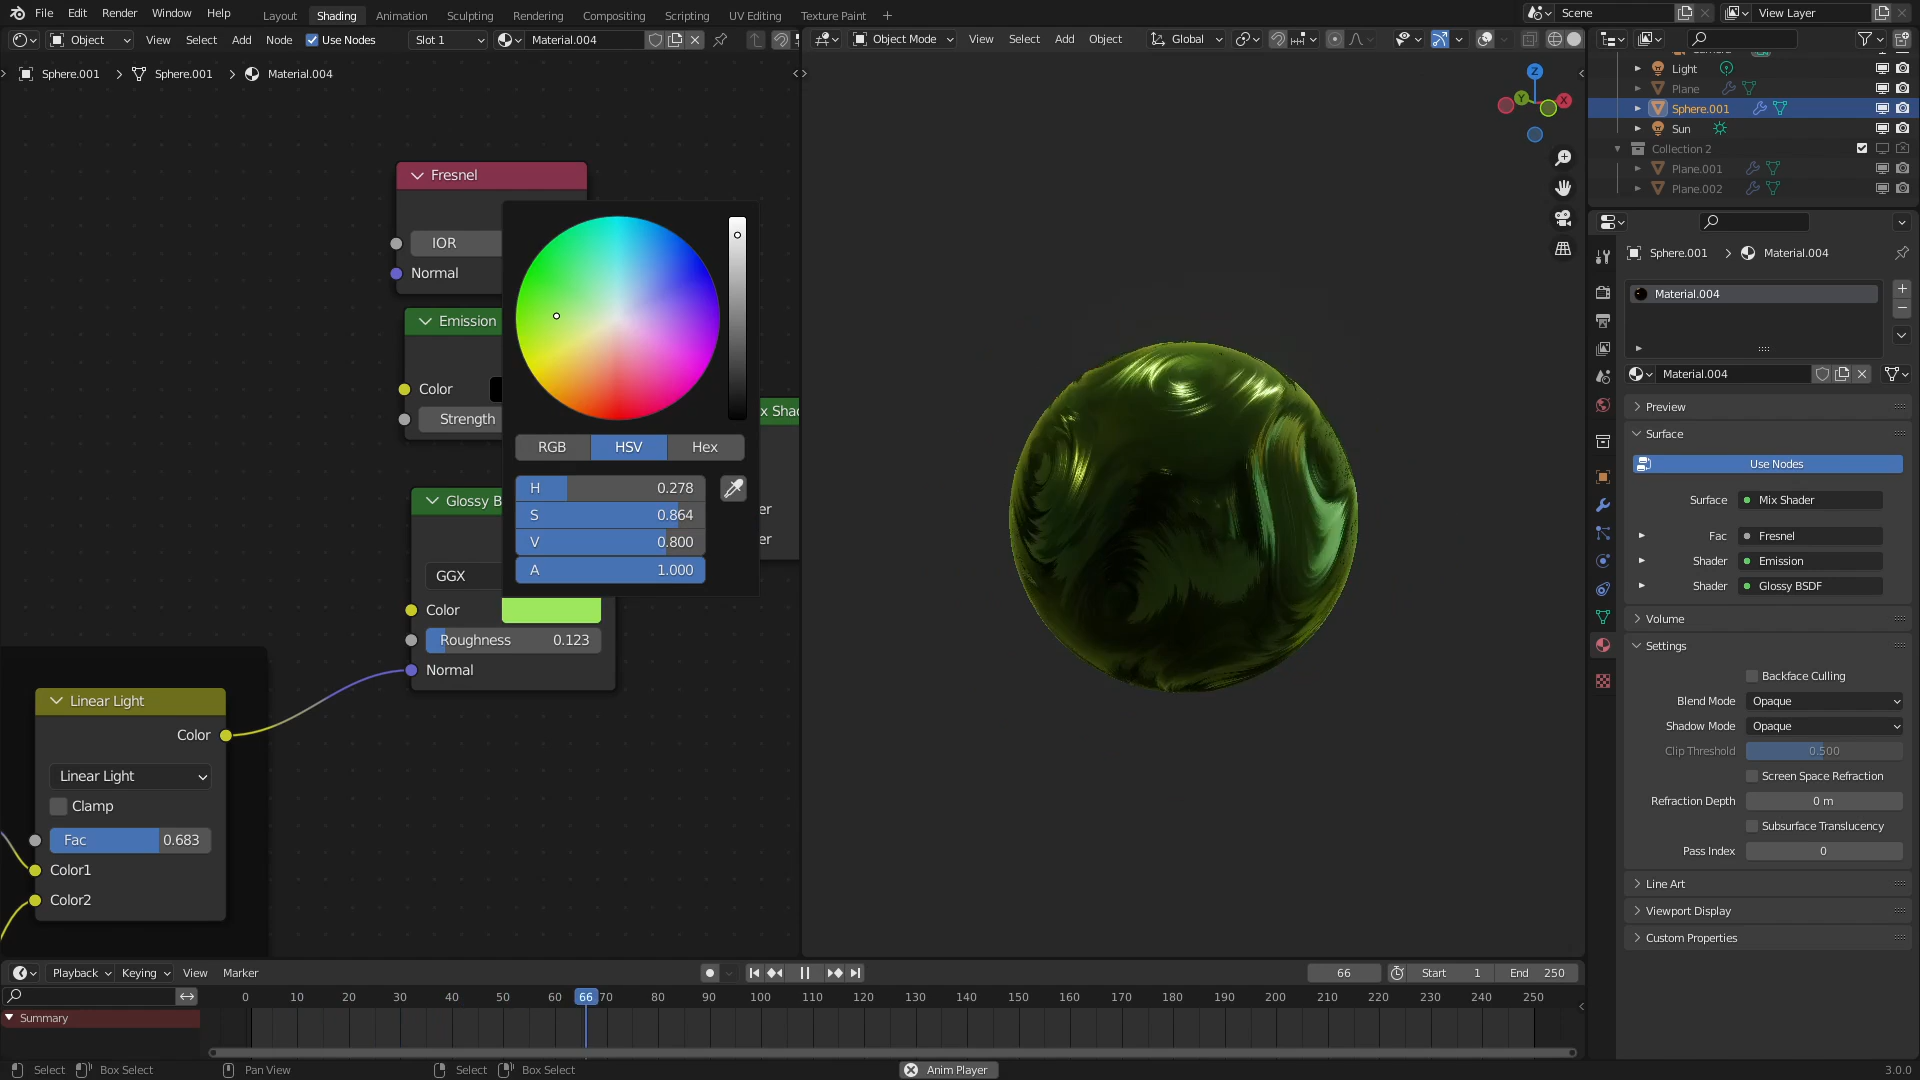 File Edit Render Window Help
Layout Shading Animation Sculpting Rendering Compositing Scripting UV Editing Texture Paint +
Scene
View Layer
Object View Select Add Node Use Nodes Slot 1 Material.004
Object Mode View Select Add Object Global
Sphere.001 > Sphere.001 > Material.004
Light
Plane
Sphere.001
Sun
Collection 2
Plane.001
Plane.002
Z
Y
X
Fresnel
IOR
Normal
Emission
Color
Strength
RGB HSV Hex
H 0.278
S 0.864
V 0.800
A 1.000
x Shad
er
er
Glossy B
GGX
Color
Roughness 0.123
Normal
Linear Light
Color
Linear Light
Clamp
Fac 0.683
Color1
Color2
Sphere.001 > Material.004
Material.004
Material.004
Preview
Surface
Use Nodes
Surface Mix Shader
Fac Fresnel
Shader Emission
Shader Glossy BSDF
Volume
Settings
Backface Culling
Blend Mode Opaque
Shadow Mode Opaque
Clip Threshold 0.500
Screen Space Refraction
Refraction Depth 0 m
Subsurface Translucency
Pass Index 0
Line Art
Viewport Display
Custom Properties
Playback Keying View Marker
66 Start 1 End 250
0 10 20 30 40 50 60 66 70 80 90 100 110 120 130 140 150 160 170 180 190 200 210 220 230 240 250
Summary
Select Box Select Pan View Select Box Select Anim Player 3.0.0